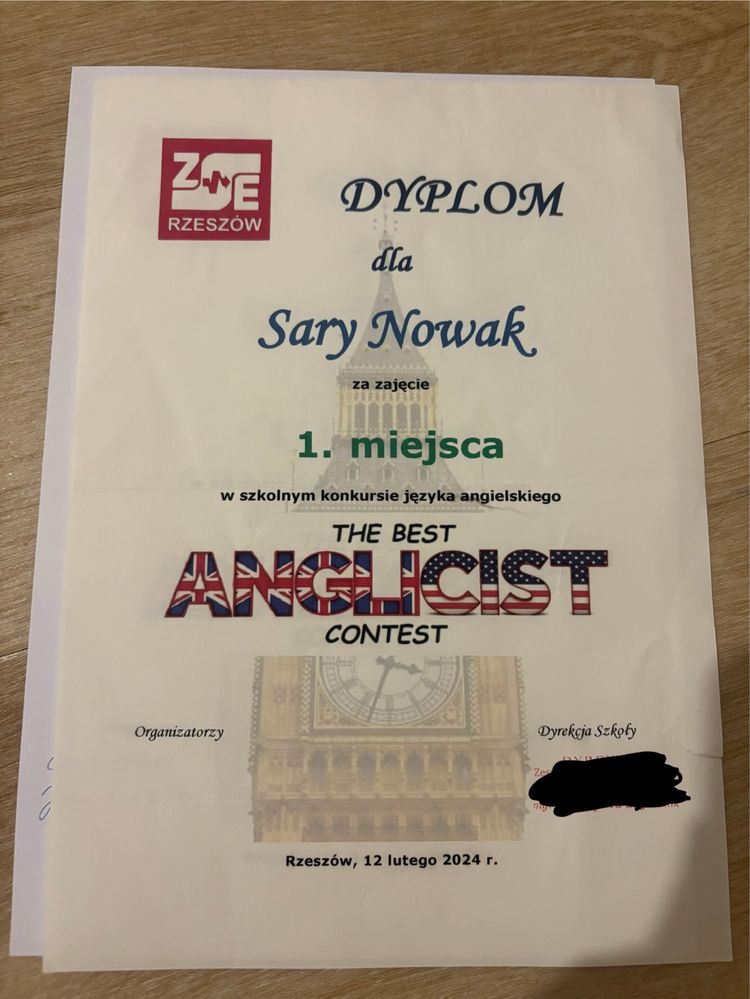 ZSE
RZESZÓW
DYPLOM
dla
Sary Nowak
za zajęcie
1. miejsca
w szkolnym konkursie języka angielskiego
THE BEST
ANGLICIST
CONTEST
Organizatorzy
Dyrekcja Szkoły
Rzeszów, 12 lutego 2024 r.